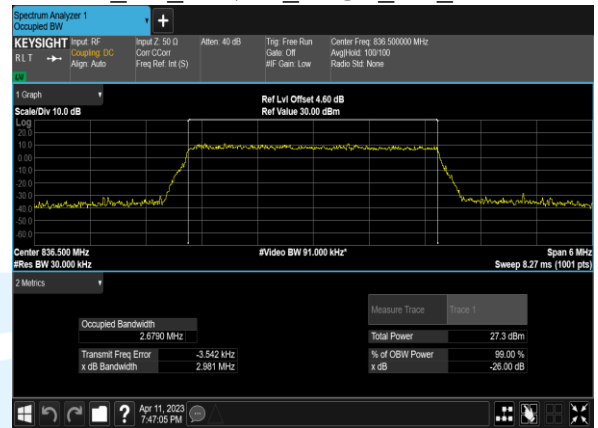 Spectrum Analyzer 1
Occupied BW
+
KEYSIGHT Input: RF Input Z: 50 Ω Atten: 40 dB Trig: Free Run Center Freq: 836.500000 MHz
RLT Coupling: DC Corr CCorr Gate: Off Avg|Hold: 100/100
Align: Auto Freq Ref: Int (S) #IF Gain: Low Radio Std: None
1 Graph
Ref Lvl Offset 4.60 dB
Scale/Div 10.0 dB Ref Value 30.00 dBm
Log
20.0
10.0
0.00
-10.0
-20.0
-30.0
-40.0
-50.0
-60.0
Center 836.500 MHz #Video BW 91.000 kHz* Span 6 MHz
#Res BW 30.000 kHz Sweep 8.27 ms (1001 pts)
2 Metrics
Measure Trace Trace 1
Occupied Bandwidth
2.6790 MHz Total Power 27.3 dBm
Transmit Freq Error -3.542 kHz % of OBW Power 99.00 %
x dB Bandwidth 2.981 MHz x dB -26.00 dB
? Apr 11, 2023
7:47:05 PM